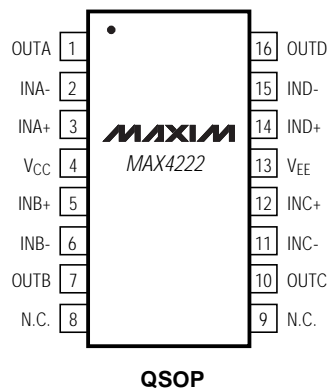 OUTA 1 16 OUTD
INA- 2 15 IND-
INA+ 3 MAXIM 14 IND+
VCC 4 MAX4222 13 VEE
INB+ 5 12 INC+
INB- 6 11 INC-
OUTB 7 10 OUTC
N.C. 8 9 N.C.
QSOP